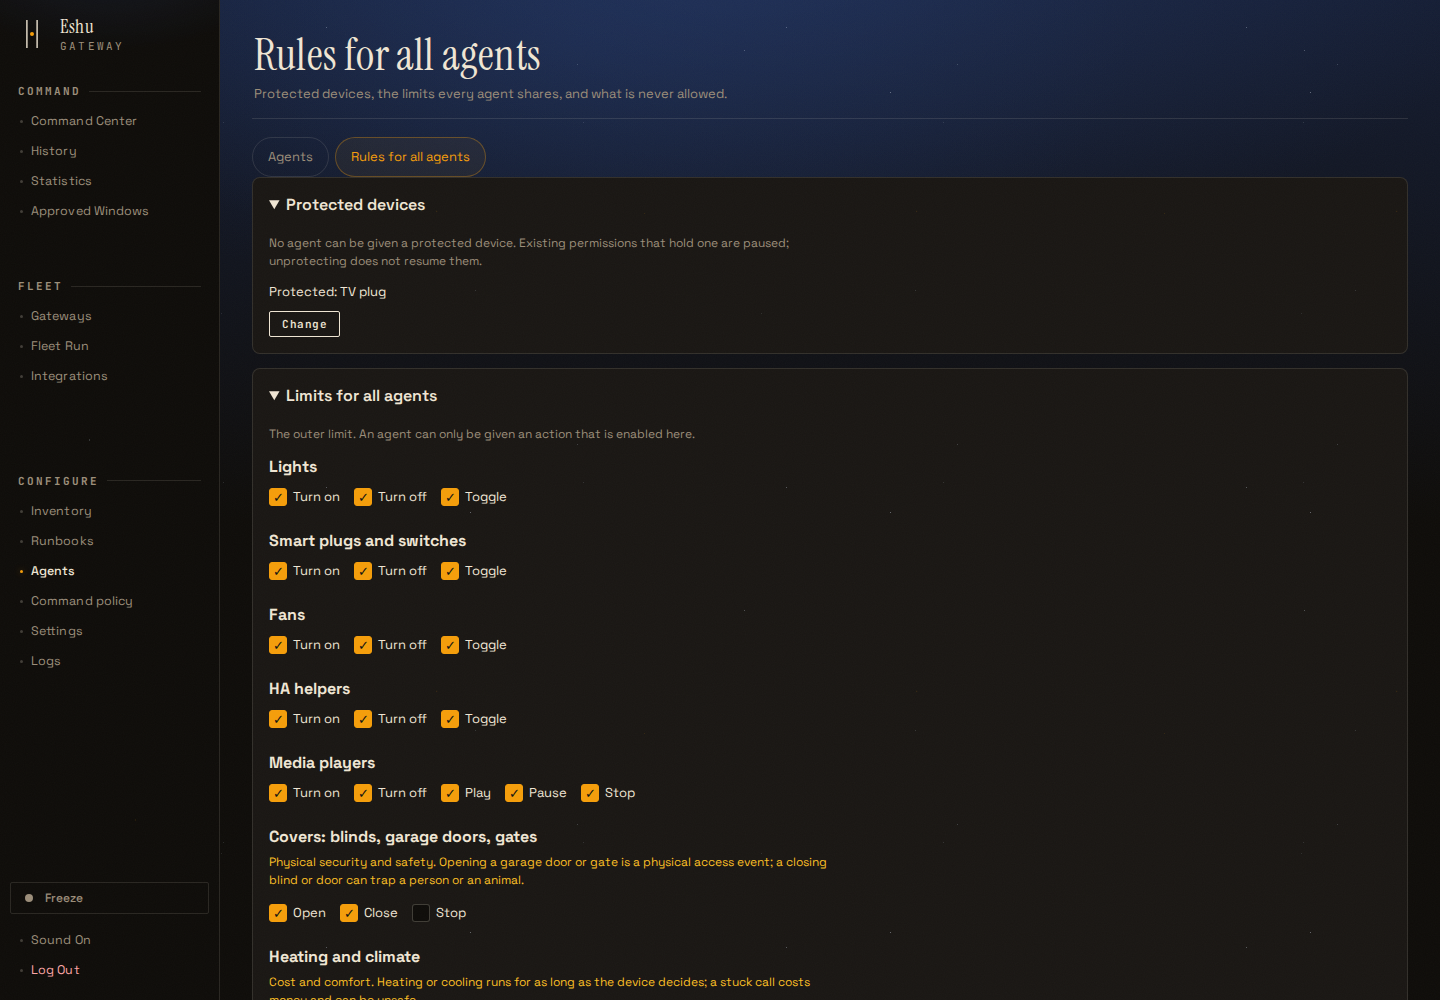 Eshu
GATEWAY
COMMAND
Command Center
History
Statistics
Approved Windows
FLEET
Gateways
Fleet Run
Integrations
CONFIGURE
Inventory
Runbooks
Agents
Command policy
Settings
Logs
Freeze
Sound On
Log Out
Rules for all agents
Protected devices, the limits every agent shares, and what is never allowed.
Agents
Rules for all agents
▼ Protected devices
No agent can be given a protected device. Existing permissions that hold one are paused;
unprotecting does not resume them.
Protected: TV plug
Change
▼ Limits for all agents
The outer limit. An agent can only be given an action that is enabled here.
Lights
✓ Turn on ✓ Turn off ✓ Toggle
Smart plugs and switches
✓ Turn on ✓ Turn off ✓ Toggle
Fans
✓ Turn on ✓ Turn off ✓ Toggle
HA helpers
✓ Turn on ✓ Turn off ✓ Toggle
Media players
✓ Turn on ✓ Turn off ✓ Play ✓ Pause ✓ Stop
Covers: blinds, garage doors, gates
Physical security and safety. Opening a garage door or gate is a physical access event; a closing
blind or door can trap a person or an animal.
✓ Open ✓ Close Stop
Heating and climate
Cost and comfort. Heating or cooling runs for as long as the device decides; a stuck call costs
money and can be unsafe.